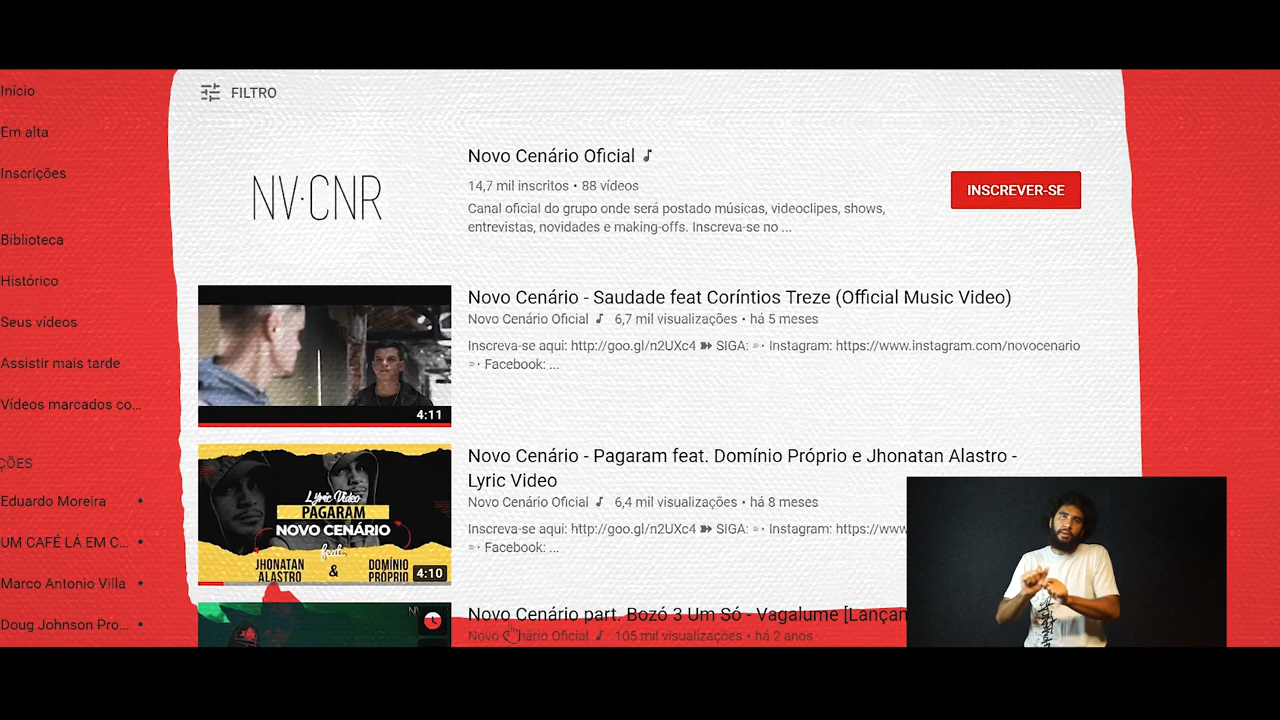 Início
Em alta
Inscrições
Biblioteca
Histórico
Seus vídeos
Assistir mais tarde
Vídeos marcados co...
ÇÕES
Eduardo Moreira •
UM CAFÉ LÁ EM C... •
Marco Antonio Villa •
Doug Johnson Pro... •
FILTRO
NV·CNR
Novo Cenário Oficial
14,7 mil inscritos • 88 vídeos
Canal oficial do grupo onde será postado músicas, videoclipes, shows,
entrevistas, novidades e making-offs. Inscreva-se no ...
INSCREVER-SE
4:11
Novo Cenário - Saudade feat Coríntios Treze (Official Music Video)
Novo Cenário Oficial 6,7 mil visualizações • há 5 meses
Inscreva-se aqui: http://goo.gl/n2UXc4 ➽ SIGA: Instagram: https://www.instagram.com/novocenario
Facebook: ...
Lyric Video
PAGARAM
NOVO CENÁRIO
feat.
JHONATAN
ALASTRO
&
DOMÍNIO
PRÓPRIO
4:10
Novo Cenário - Pagaram feat. Domínio Próprio e Jhonatan Alastro -
Lyric Video
Novo Cenário Oficial 6,4 mil visualizações • há 8 meses
Inscreva-se aqui: http://goo.gl/n2UXc4 ➽ SIGA: Instagram: https://www
Facebook: ...
Novo Cenário part. Bozó 3 Um Só - Vagalume [Lançan
Novo Cenário Oficial 105 mil visualizações • há 2 anos